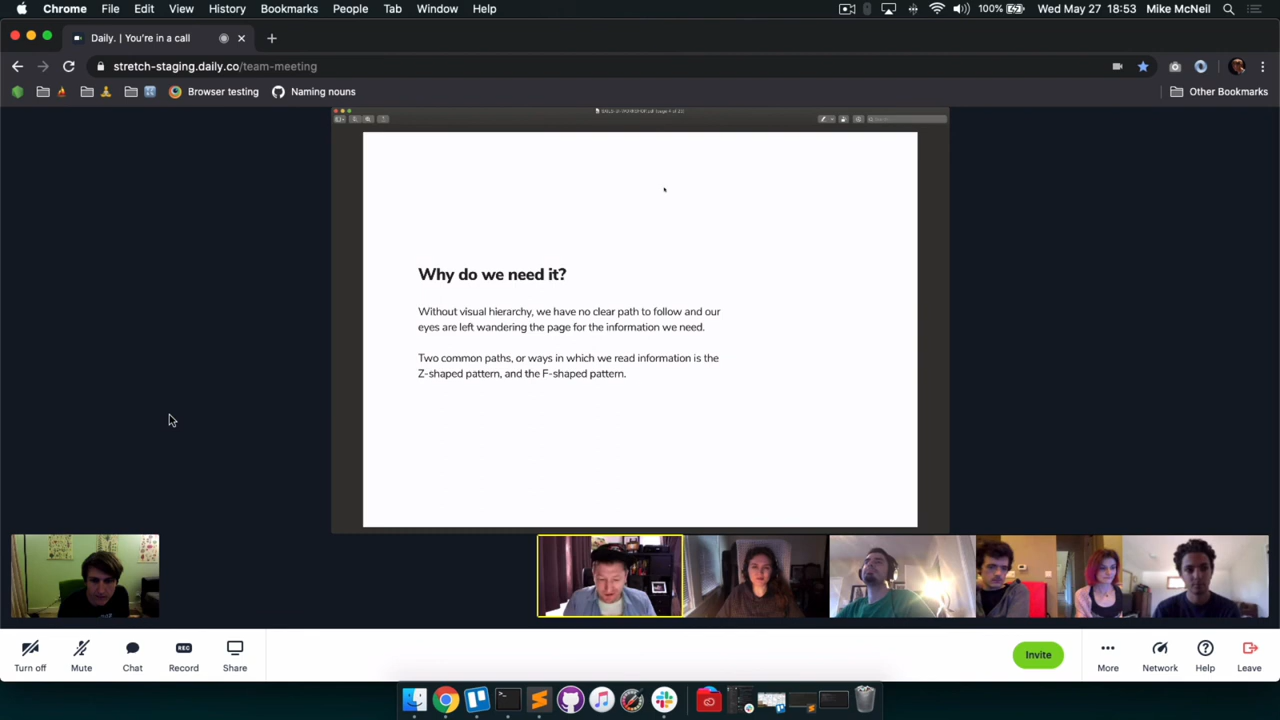 Chrome File Edit View History Bookmarks People Tab Window Help 100% Wed May 27 18:53 Mike McNeil
Daily. | You're in a call
stretch-staging.daily.co/team-meeting
Browser testing Naming nouns Other Bookmarks
Why do we need it?
Without visual hierarchy, we have no clear path to follow and our
eyes are left wandering the page for the information we need.
Two common paths, or ways in which we read information is the
Z-shaped pattern, and the F-shaped pattern.
Turn off Mute Chat REC Record Share Invite More Network Help Leave